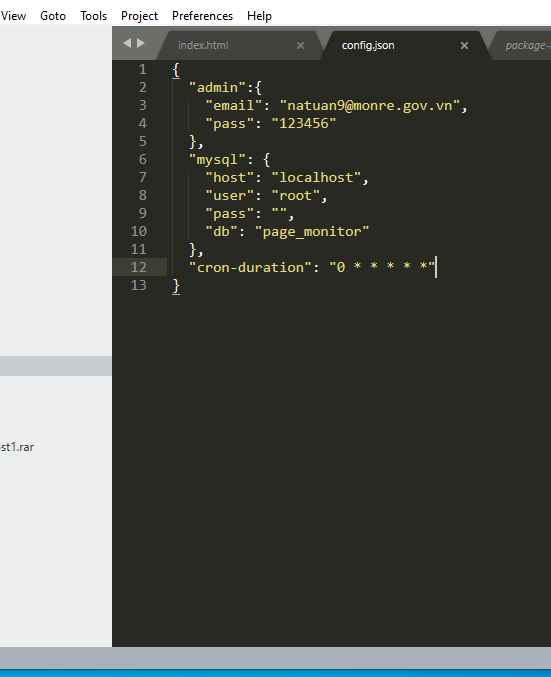 View Goto Tools Project Preferences Help
index.html × config.json × package-
1 {
2 "admin":{
3 "email": "natuan9@monre.gov.vn",
4 "pass": "123456"
5 },
6 "mysql": {
7 "host": "localhost",
8 "user": "root",
9 "pass": "",
10 "db": "page_monitor"
11 },
12 "cron-duration": "0 * * * * *"
13 }
st1.rar